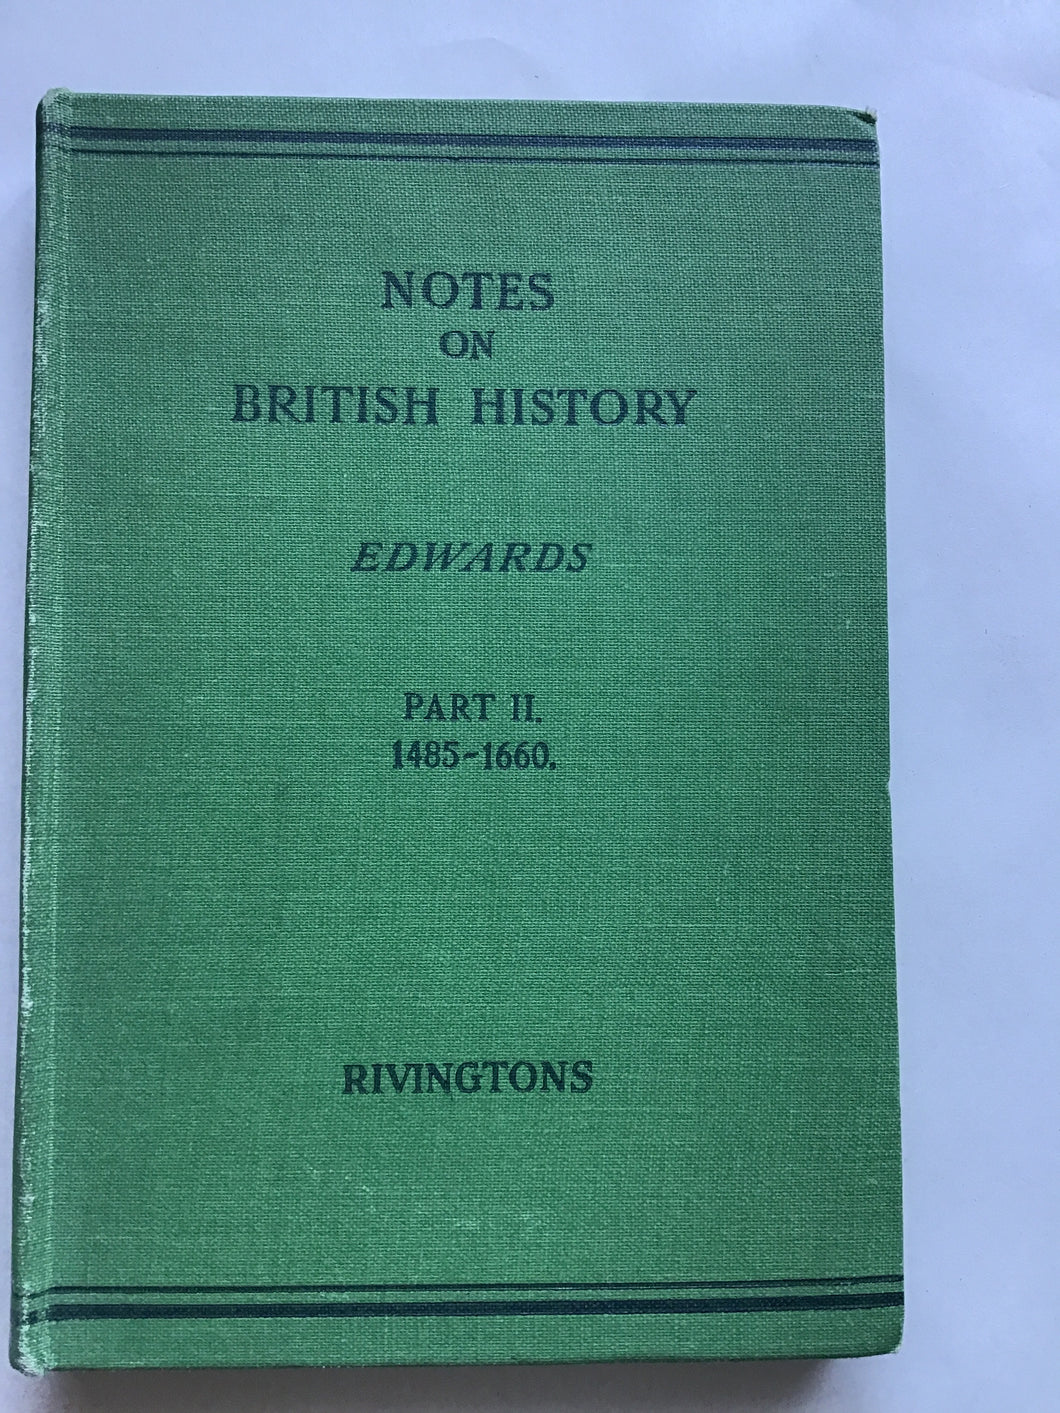 NOTES
ON
BRITISH HISTORY
EDWARDS
PART II.
1485-1660.
RIVINGTONS